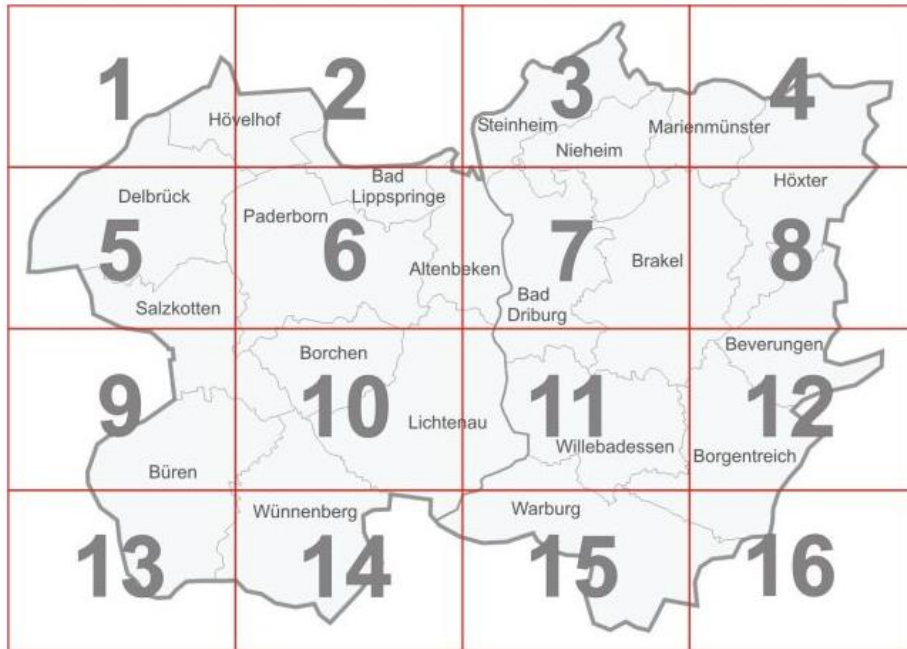 1
2
3
4
Hövelhof
Steinheim
Marienmünster
Nieheim
Delbrück
Bad
Lippspringe
Höxter
Paderborn
5
6
7
8
Altenbeken
Brakel
Salzkotten
Bad
Driburg
Borchen
Beverungen
9
10
11
12
Lichtenau
Büren
Willebadessen
Borgentreich
Wünnenberg
Warburg
13
14
15
16